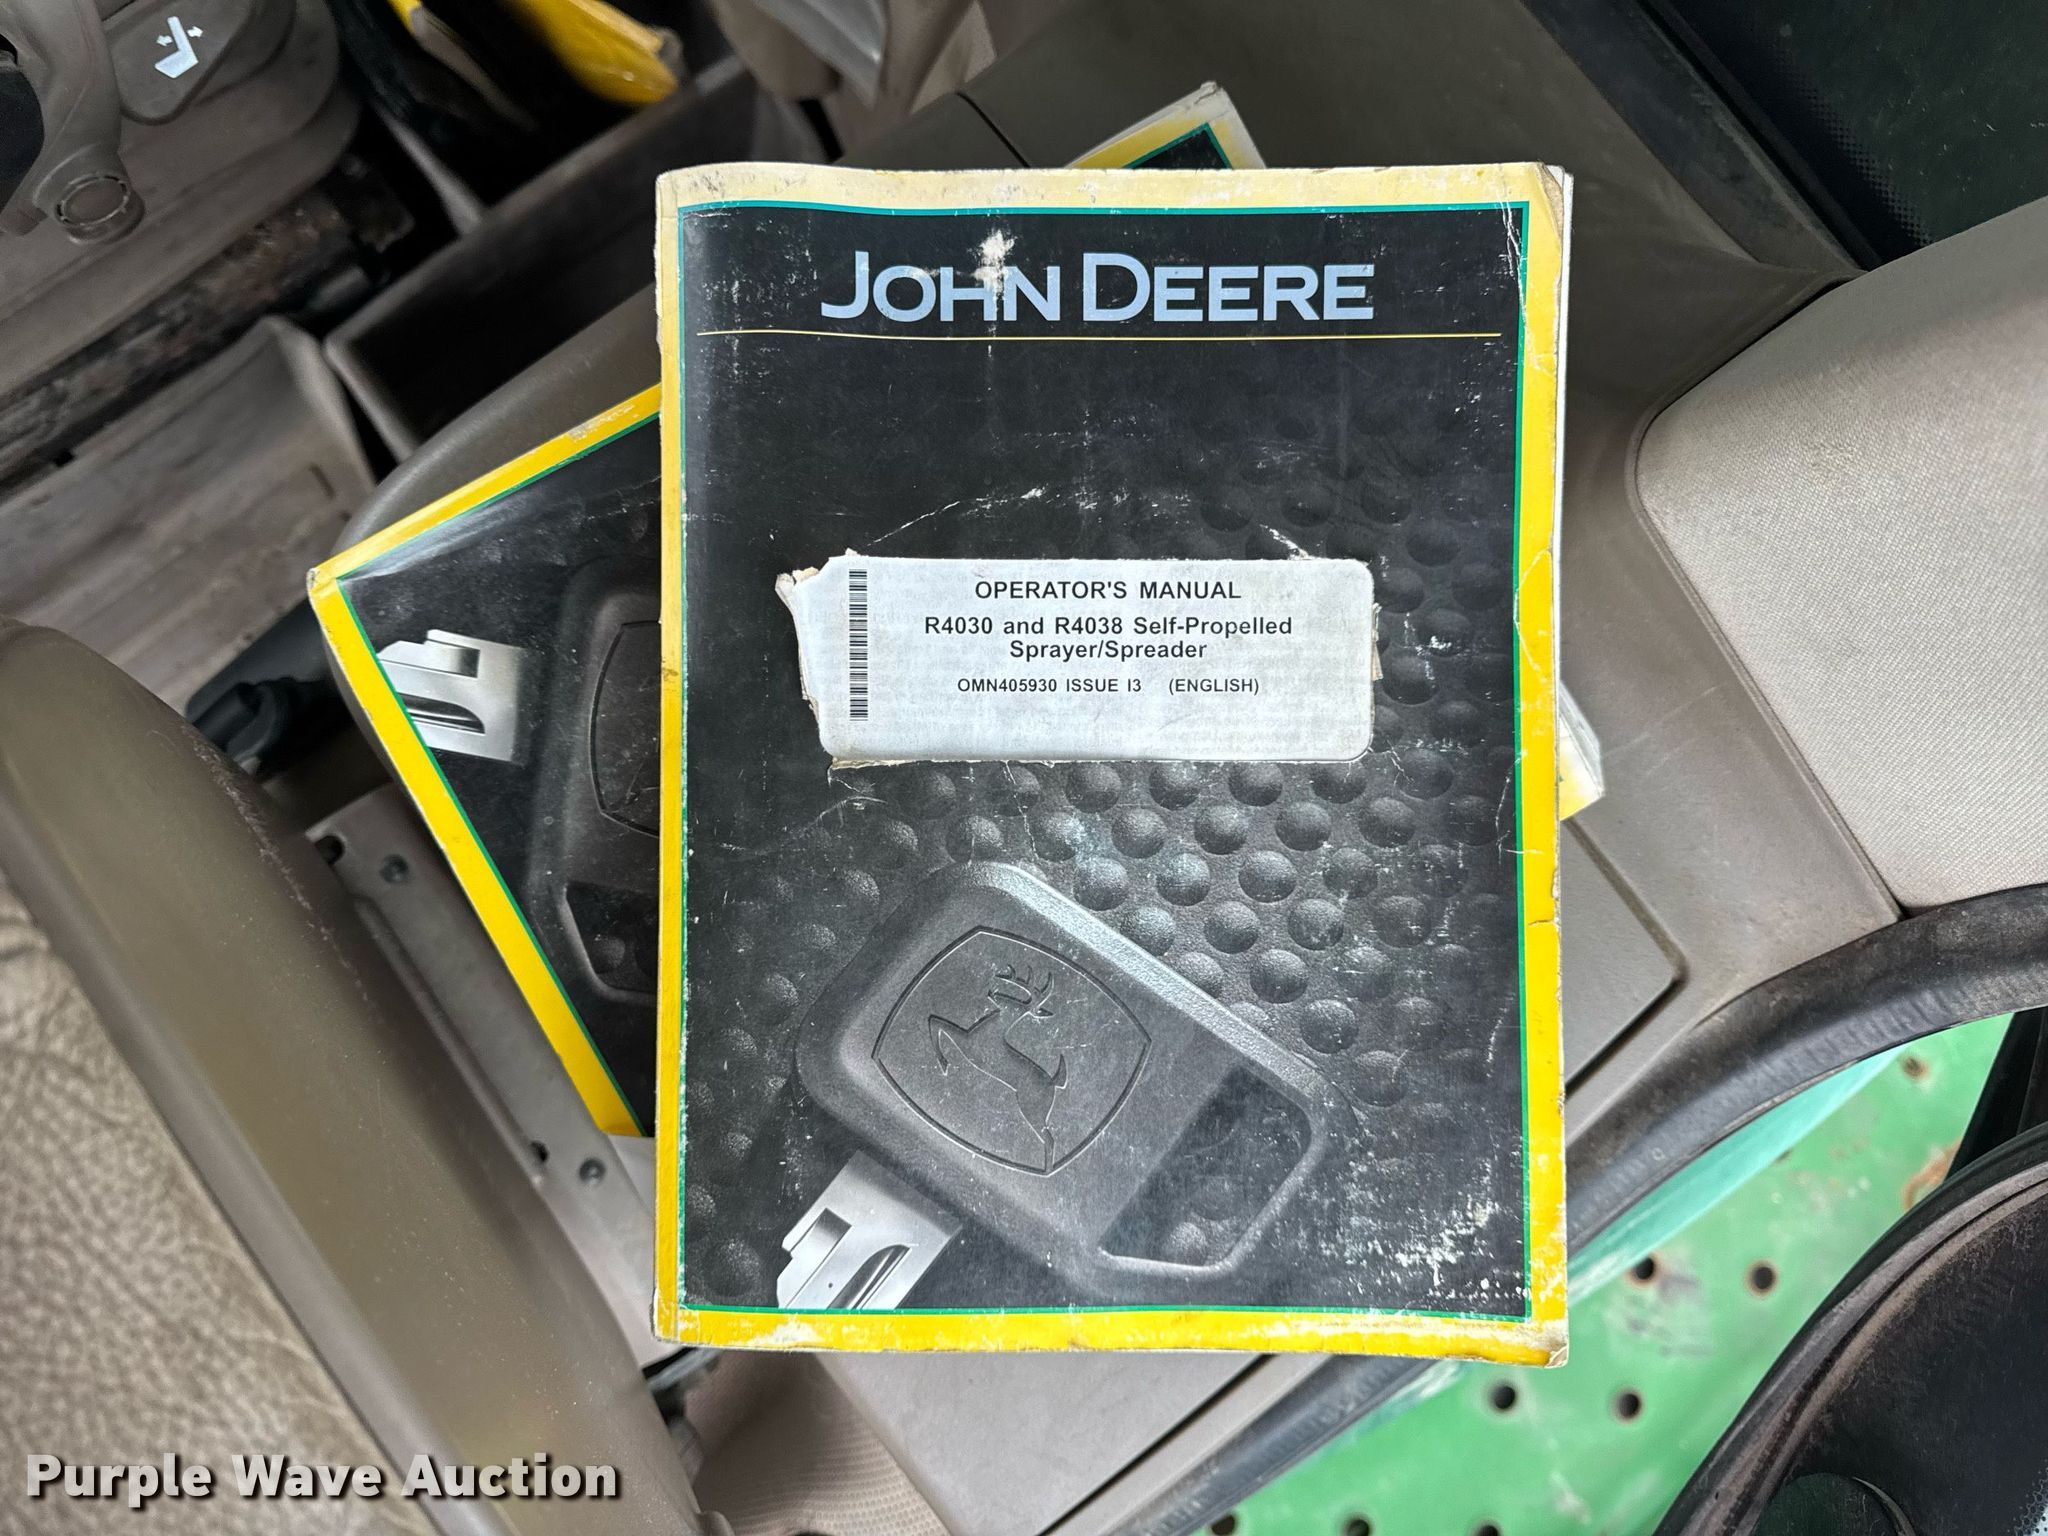 JOHN DEERE
OPERATOR'S MANUAL
R4030 and R4038 Self-Propelled
Sprayer/Spreader
OMN405930 ISSUE I3 (ENGLISH)
Purple Wave Auction